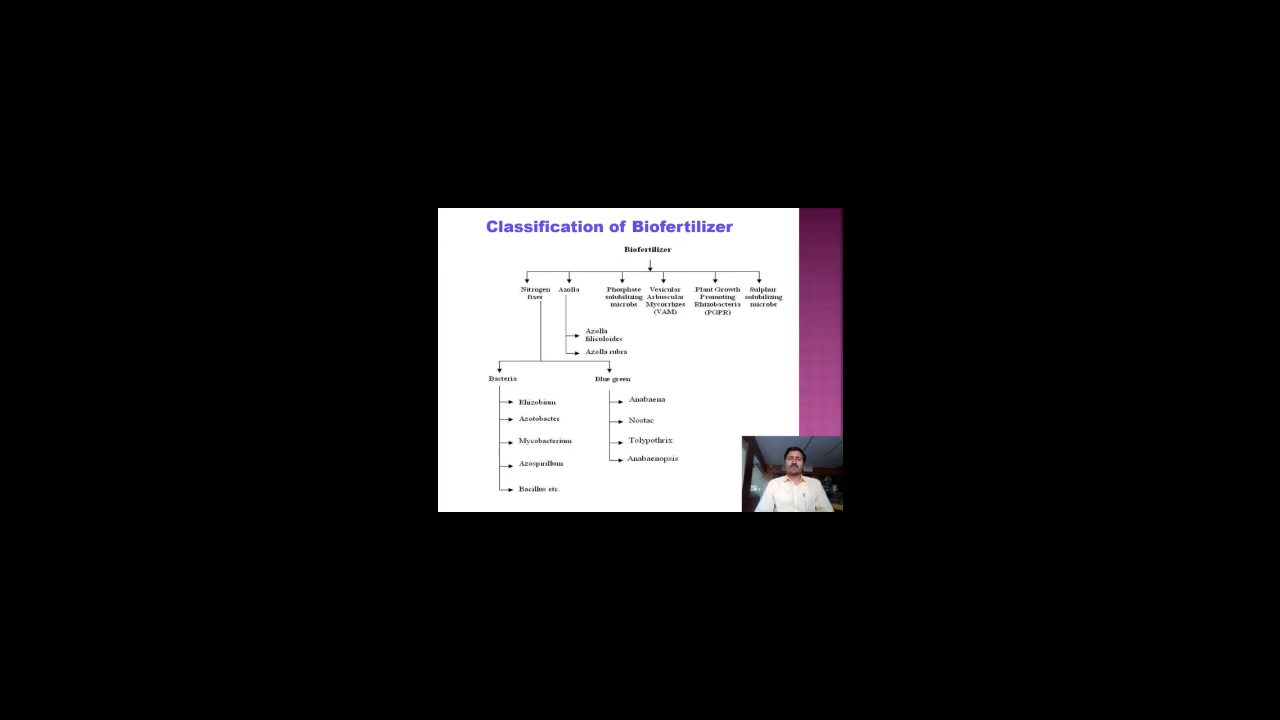 Classification of Biofertilizer
Biofertilizer
Nitrogen
fixer
Azolla
Phosphate
solubilizing
microbs
Vesicular
Arbuscular
Mycorrhizes
(VAM)
Plant Growth
Promoting
Rhizobacteria
(PGPR)
Sulphur
solubilizing
microbs
Azolla
filiculoides
Azolla rubra
Bacteria
Blue green
Rhizobium
Azotobacter
Mycobacterium
Azospirillum
Bacillus etc.
Anabaena
Nostac
Tolypothrix
Anabaenopsis